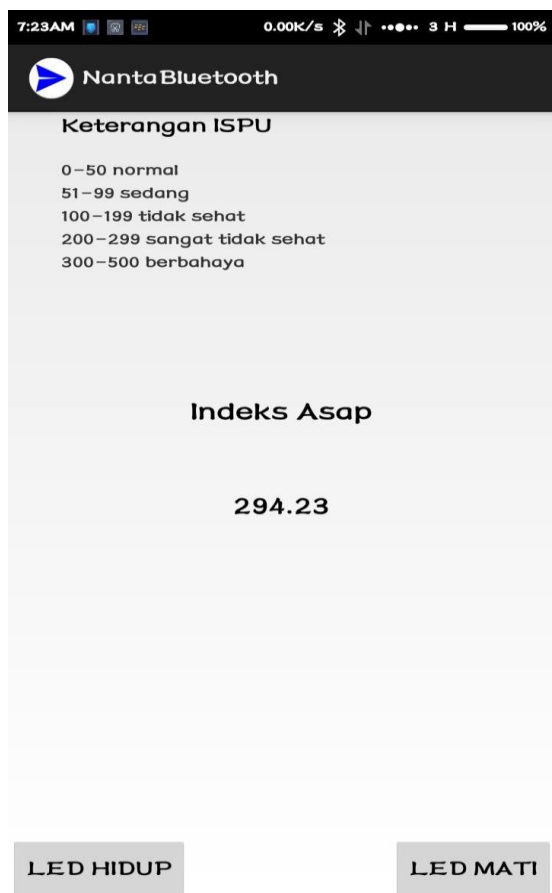 7:23AM 0.00K/s 3 H 100%
NantaBluetooth
Keterangan ISPU
0-50 normal
51-99 sedang
100-199 tidak sehat
200-299 sangat tidak sehat
300-500 berbahaya
Indeks Asap
294.23
LED HIDUP LED MATI